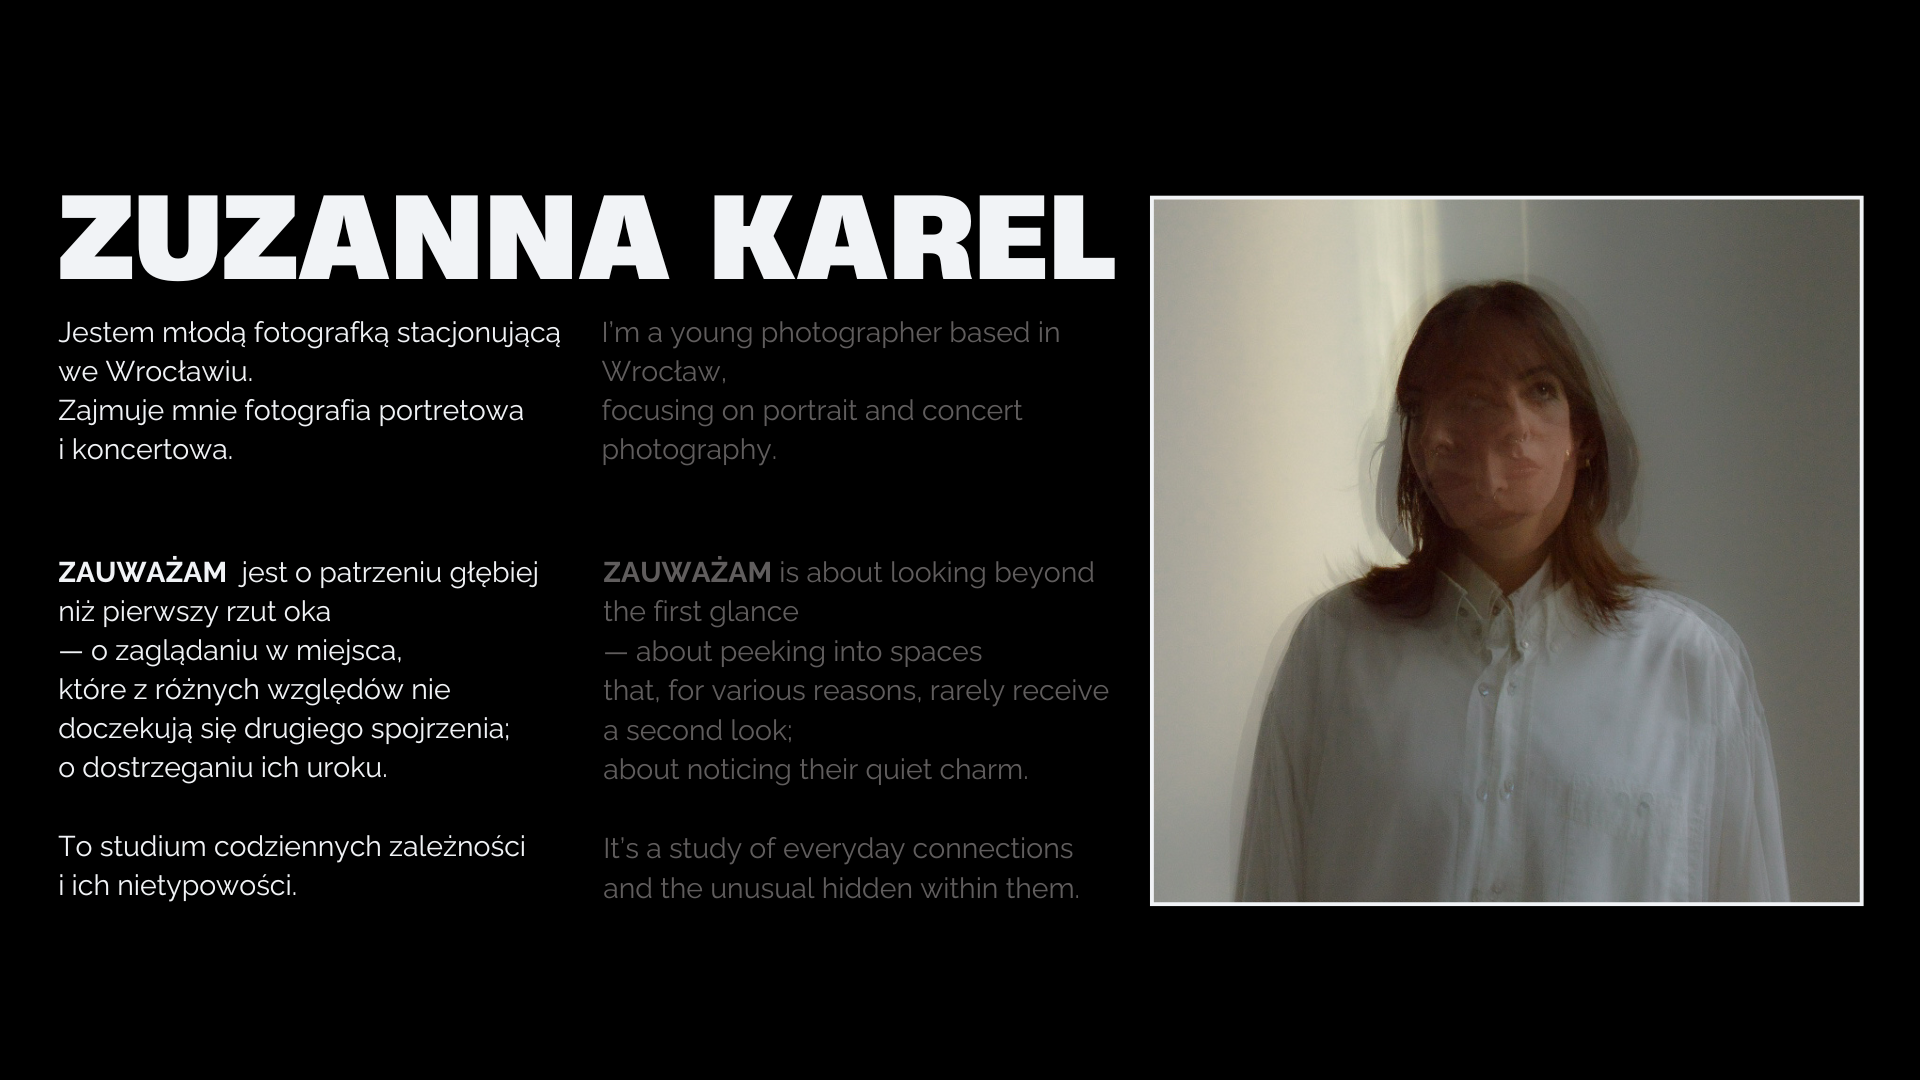 ZUZANNA KAREL
Jestem młodą fotografką stacjonującą
we Wrocławiu.
Zajmuje mnie fotografia portretowa
i koncertowa.
ZAUWAŻAM jest o patrzeniu głębiej
niż pierwszy rzut oka
— o zaglądaniu w miejsca,
które z różnych względów nie
doczekują się drugiego spojrzenia;
o dostrzeganiu ich uroku.
To studium codziennych zależności
i ich nietypowości.
I'm a young photographer based in
Wrocław,
focusing on portrait and concert
photography.
ZAUWAŻAM is about looking beyond
the first glance
— about peeking into spaces
that, for various reasons, rarely receive
a second look;
about noticing their quiet charm.
It's a study of everyday connections
and the unusual hidden within them.